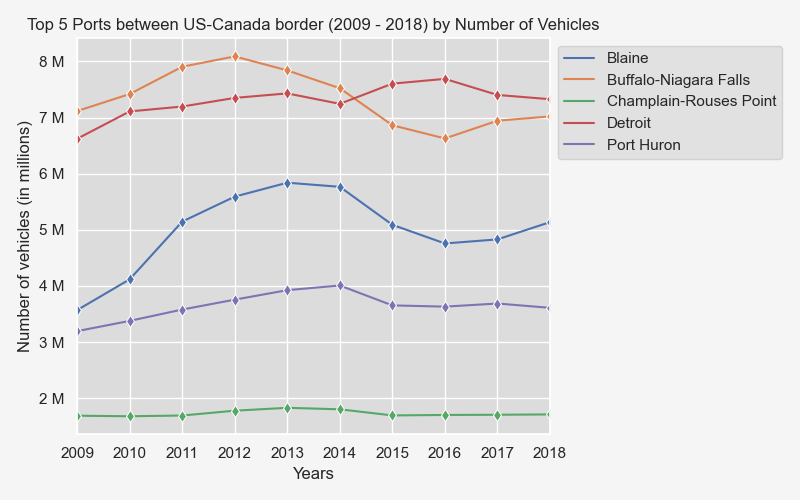 Top 5 Ports between US-Canada border (2009 - 2018) by Number of Vehicles
Blaine
Buffalo-Niagara Falls
Champlain-Rouses Point
Detroit
Port Huron
Number of vehicles (in millions)
8 M
7 M
6 M
5 M
4 M
3 M
2 M
2009 2010 2011 2012 2013 2014 2015 2016 2017 2018
Years